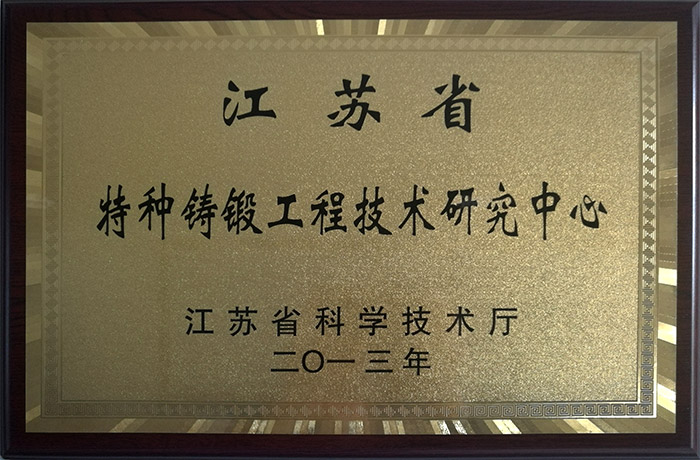 江苏省
特种铸锻工程技术研究中心
江苏省科学技术厅
二〇一三年